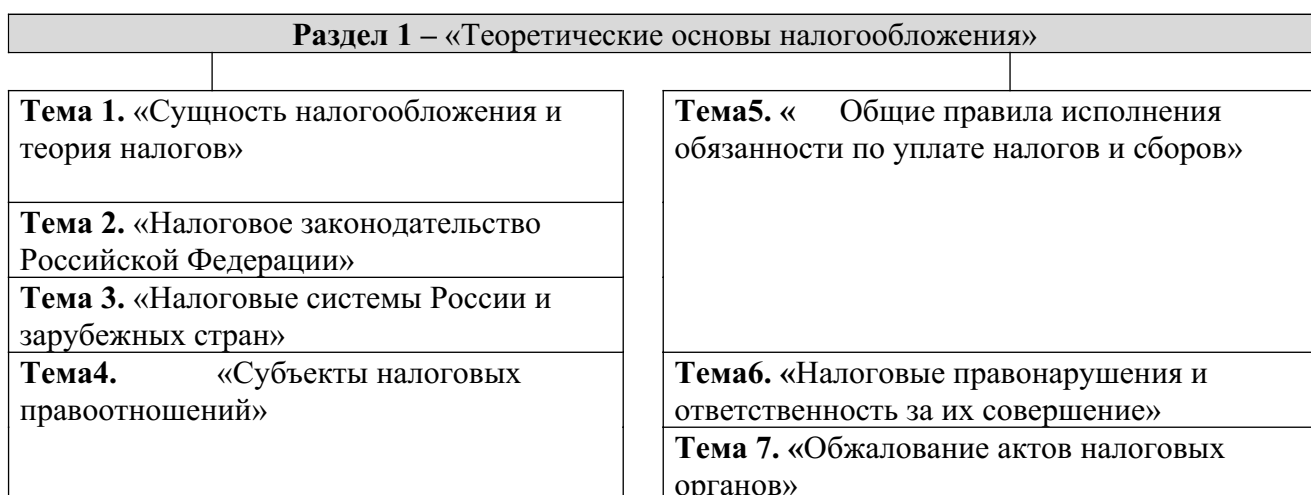 Раздел 1 – «Теоретические основы налогообложения»
Тема 1. «Сущность налогообложения и
теория налогов»
Тема 2. «Налоговое законодательство
Российской Федерации»
Тема 3. «Налоговые системы России и
зарубежных стран»
Тема4. «Субъекты налоговых
правоотношений»
Тема5. « Общие правила исполнения
обязанности по уплате налогов и сборов»
Тема6. «Налоговые правонарушения и
ответственность за их совершение»
Тема 7. «Обжалование актов налоговых
органов»